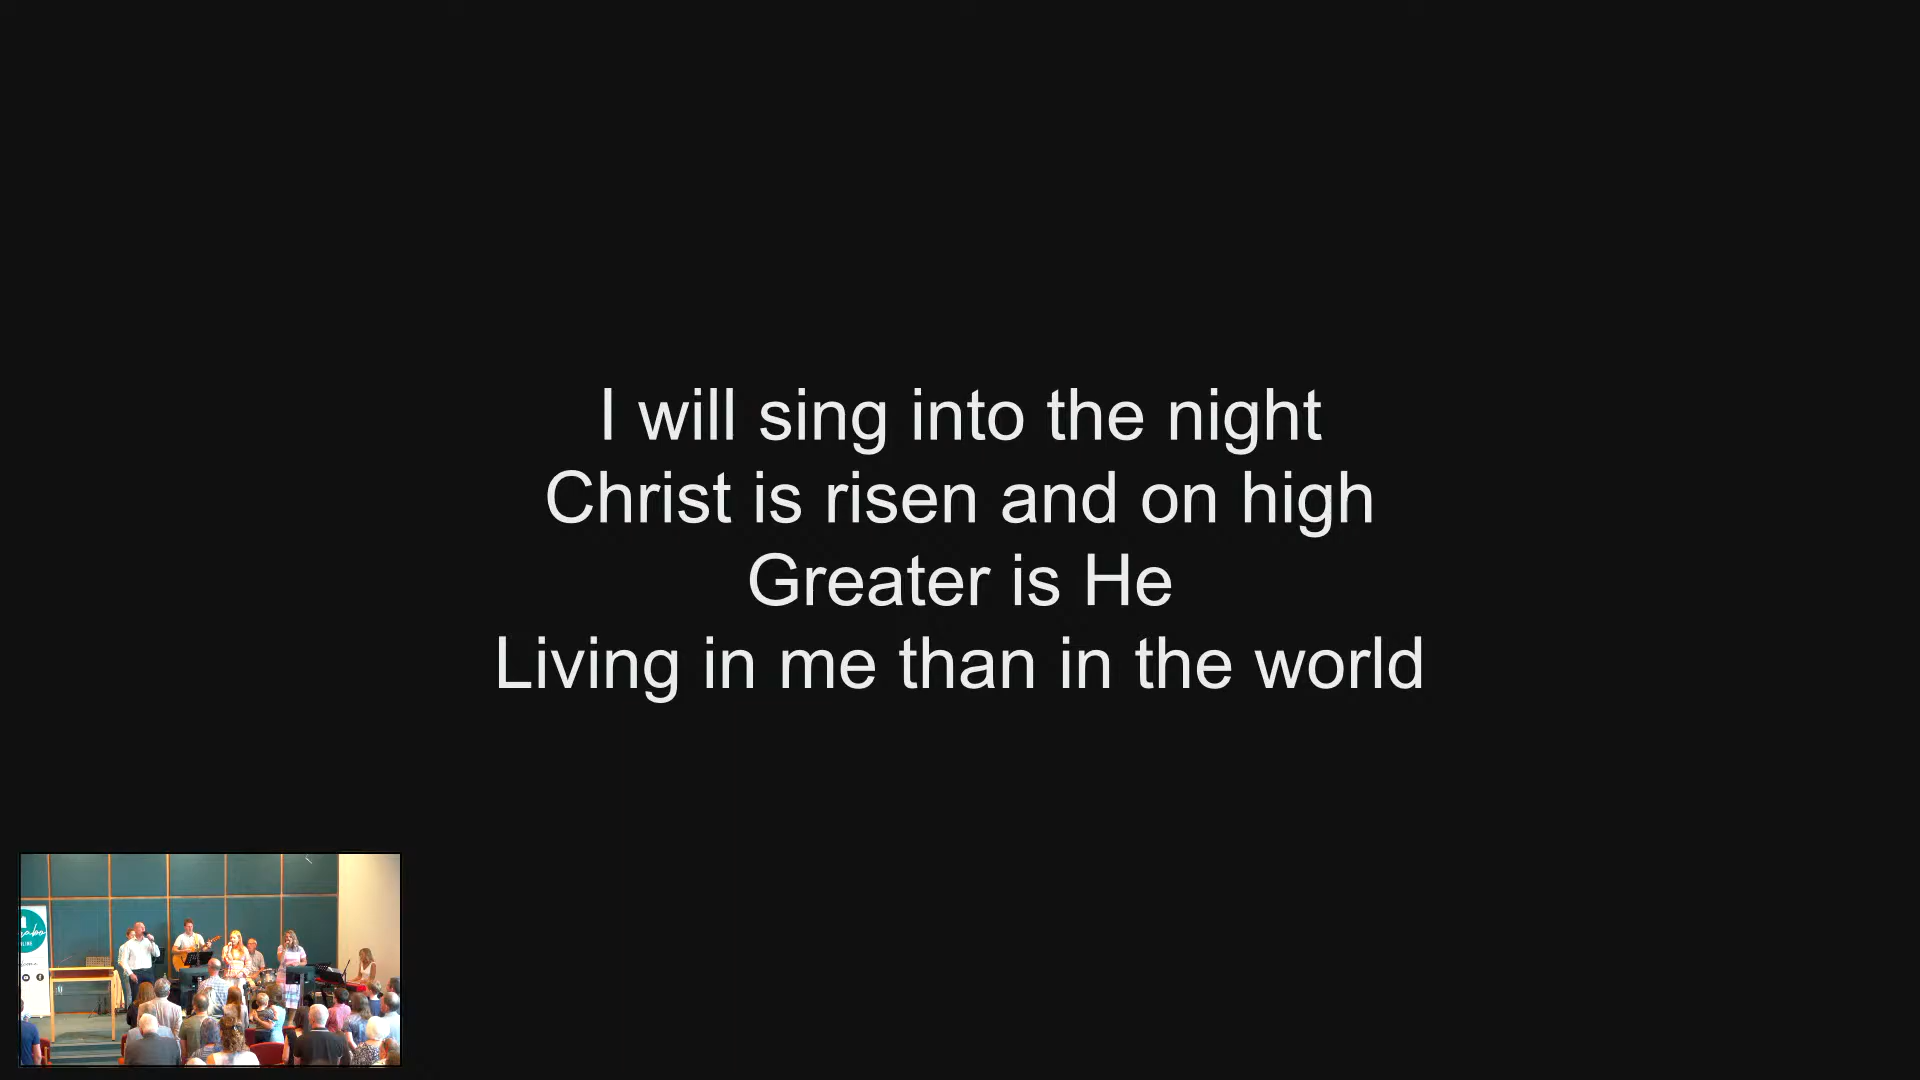 I will sing into the night
Christ is risen and on high
Greater is He
Living in me than in the world